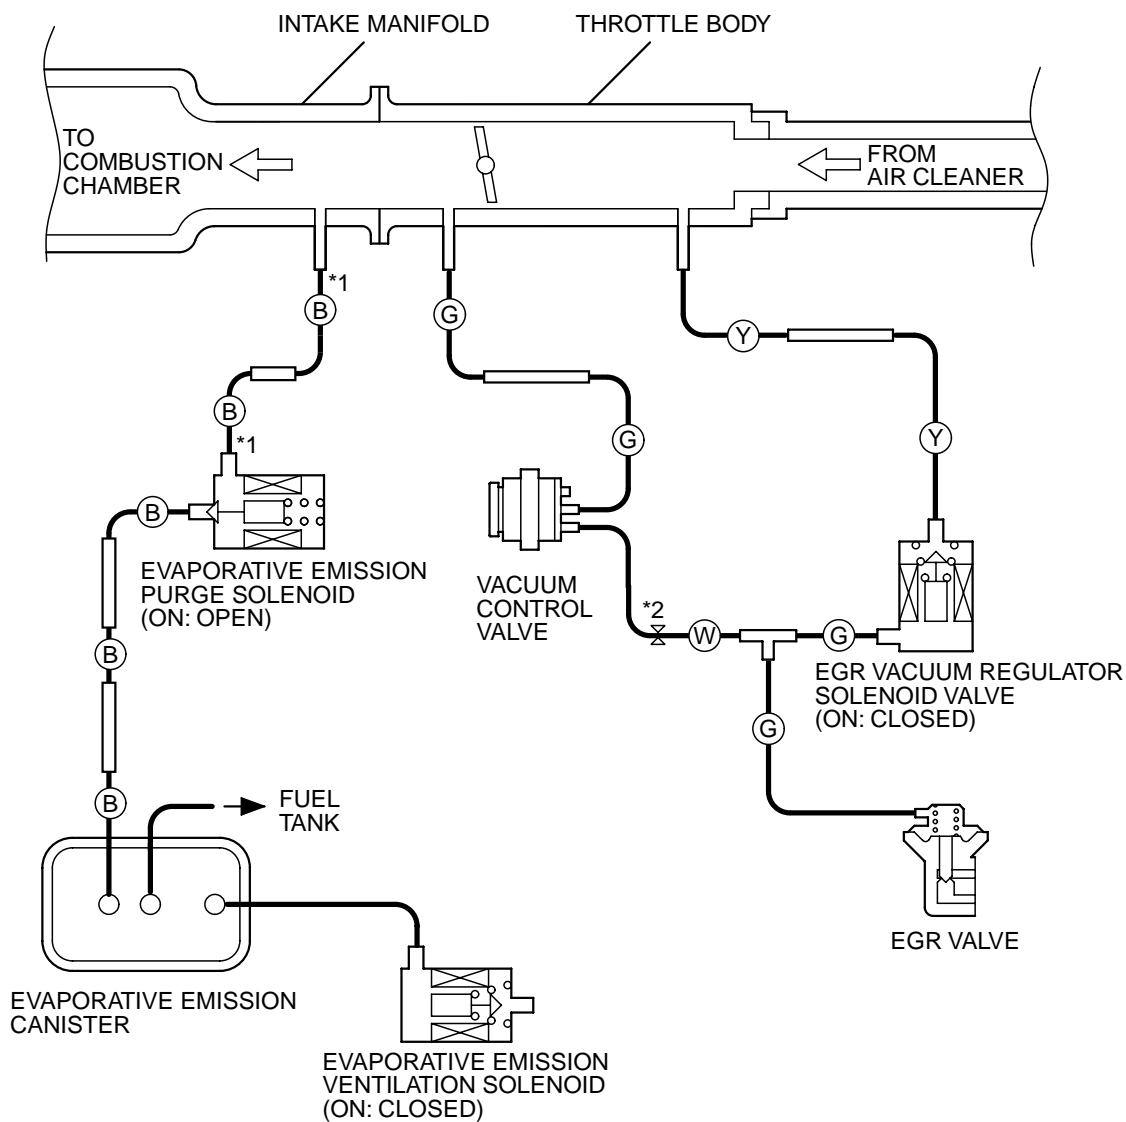 INTAKE MANIFOLD
THROTTLE BODY
TO
COMBUSTION
CHAMBER
FROM
AIR CLEANER
*1
B
G
Y
B
*1
G
Y
B
EVAPORATIVE EMISSION
PURGE SOLENOID
(ON: OPEN)
VACUUM
CONTROL
VALVE
*2
W
G
EGR VACUUM REGULATOR
SOLENOID VALVE
(ON: CLOSED)
B
G
B
FUEL
TANK
EGR VALVE
EVAPORATIVE EMISSION
CANISTER
EVAPORATIVE EMISSION
VENTILATION SOLENOID
(ON: CLOSED)